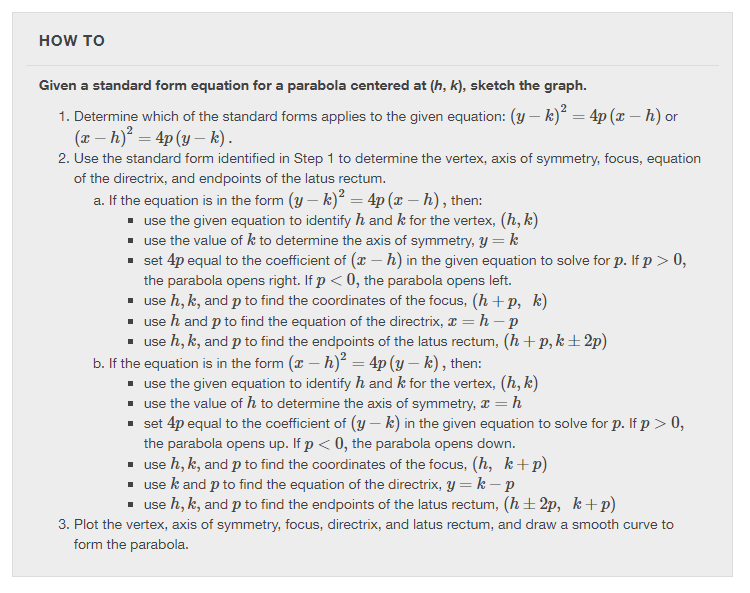 HOW TO
Given a standard form equation for a parabola centered at (h, k), sketch the graph.
1. Determine which of the standard forms applies to the given equation: (y − k)² = 4p (x − h) or
(x − h)² = 4p (y − k) .
2. Use the standard form identified in Step 1 to determine the vertex, axis of symmetry, focus, equation
of the directrix, and endpoints of the latus rectum.
a. If the equation is in the form (y − k)² = 4p (x − h) , then:
▪ use the given equation to identify h and k for the vertex, (h, k)
▪ use the value of k to determine the axis of symmetry, y = k
▪ set 4p equal to the coefficient of (x − h) in the given equation to solve for p. If p > 0,
the parabola opens right. If p < 0, the parabola opens left.
▪ use h, k, and p to find the coordinates of the focus, (h + p, k)
▪ use h and p to find the equation of the directrix, x = h − p
▪ use h, k, and p to find the endpoints of the latus rectum, (h + p, k ± 2p)
b. If the equation is in the form (x − h)² = 4p (y − k) , then:
▪ use the given equation to identify h and k for the vertex, (h, k)
▪ use the value of h to determine the axis of symmetry, x = h
▪ set 4p equal to the coefficient of (y − k) in the given equation to solve for p. If p > 0,
the parabola opens up. If p < 0, the parabola opens down.
▪ use h, k, and p to find the coordinates of the focus, (h, k + p)
▪ use k and p to find the equation of the directrix, y = k − p
▪ use h, k, and p to find the endpoints of the latus rectum, (h ± 2p, k + p)
3. Plot the vertex, axis of symmetry, focus, directrix, and latus rectum, and draw a smooth curve to
form the parabola.